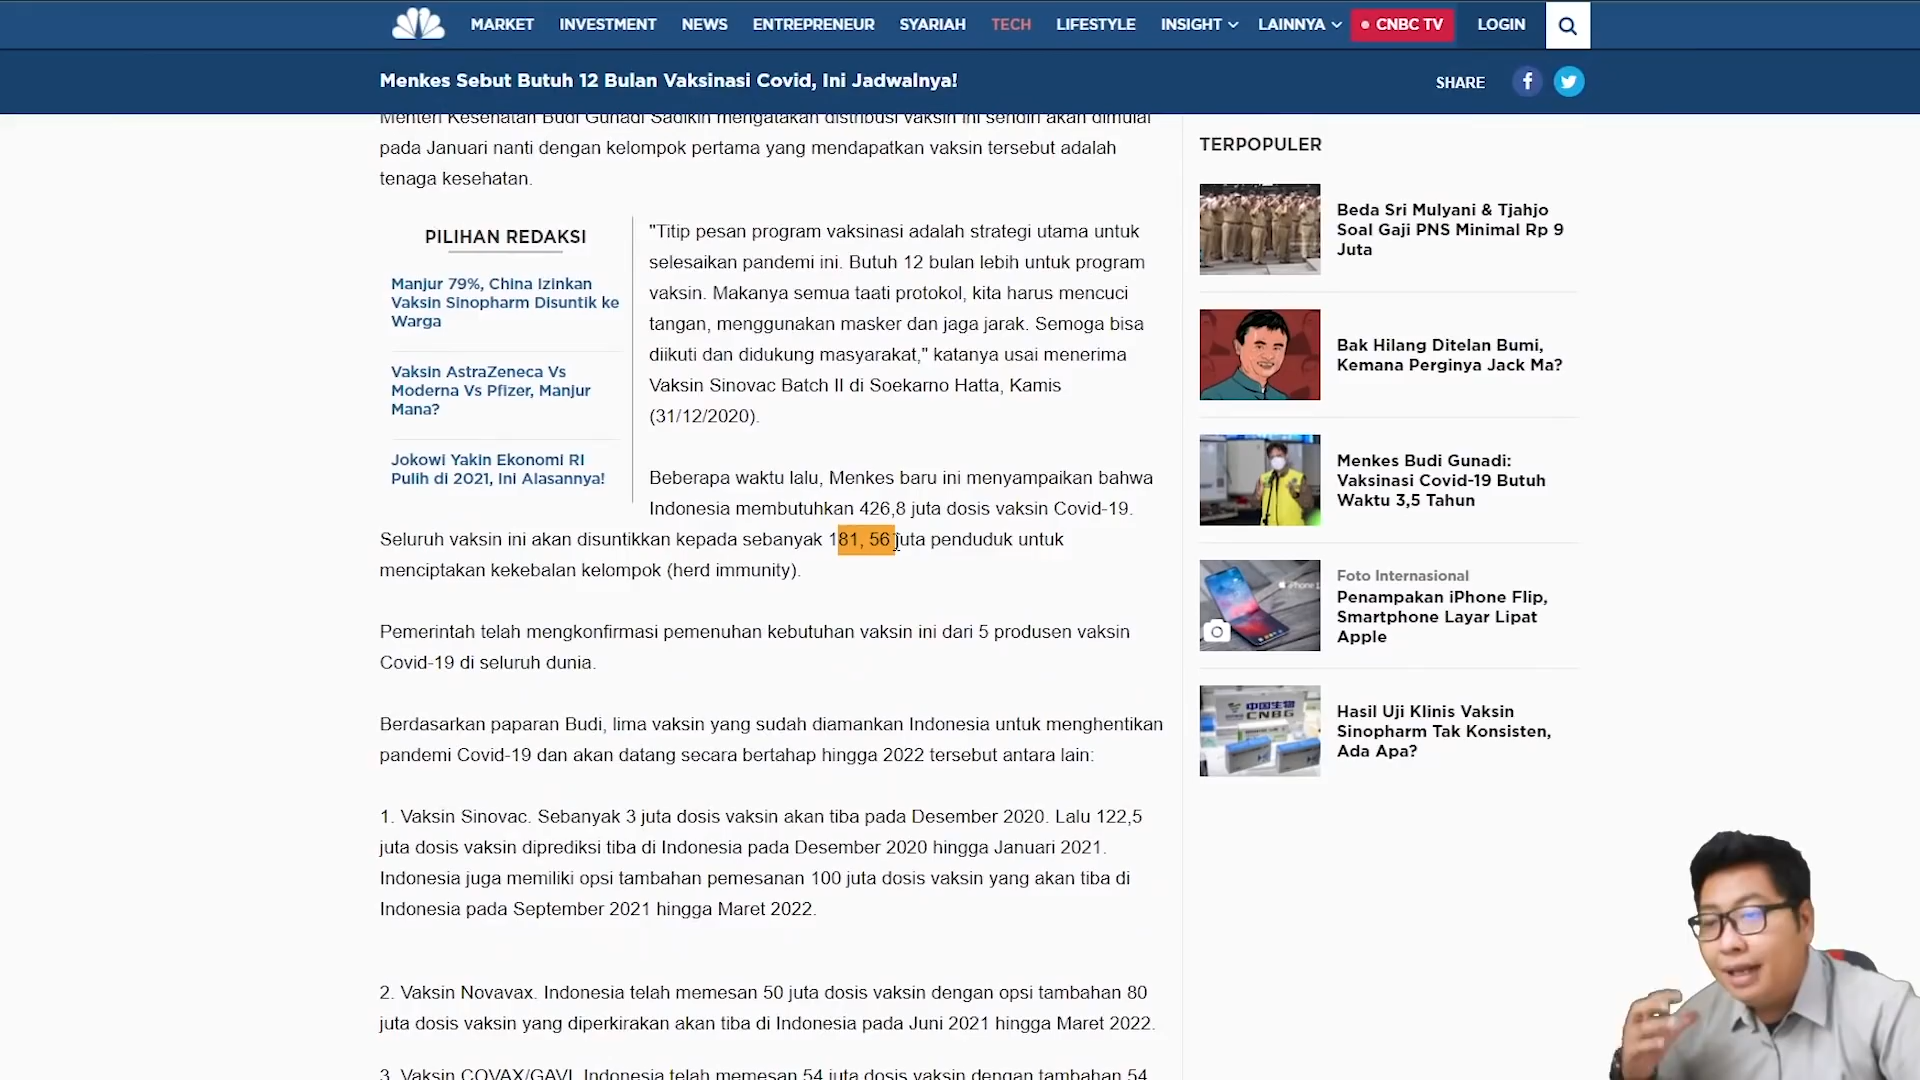 MARKET INVESTMENT NEWS ENTREPRENEUR SYARIAH TECH LIFESTYLE INSIGHT LAINNYA CNBC TV LOGIN
Menkes Sebut Butuh 12 Bulan Vaksinasi Covid, Ini Jadwalnya!
SHARE
Menteri Kesehatan Budi Gunadi Sadikin mengatakan distribusi vaksin ini sendiri akan dimulai
pada Januari nanti dengan kelompok pertama yang mendapatkan vaksin tersebut adalah
tenaga kesehatan.
PILIHAN REDAKSI
Manjur 79%, China Izinkan
Vaksin Sinopharm Disuntik ke
Warga
Vaksin AstraZeneca Vs
Moderna Vs Pfizer, Manjur
Mana?
Jokowi Yakin Ekonomi RI
Pulih di 2021, Ini Alasannya!
"Titip pesan program vaksinasi adalah strategi utama untuk
selesaikan pandemi ini. Butuh 12 bulan lebih untuk program
vaksin. Makanya semua taati protokol, kita harus mencuci
tangan, menggunakan masker dan jaga jarak. Semoga bisa
diikuti dan didukung masyarakat," katanya usai menerima
Vaksin Sinovac Batch II di Soekarno Hatta, Kamis
(31/12/2020).
Beberapa waktu lalu, Menkes baru ini menyampaikan bahwa
Indonesia membutuhkan 426,8 juta dosis vaksin Covid-19.
Seluruh vaksin ini akan disuntikkan kepada sebanyak 181, 56 juta penduduk untuk
menciptakan kekebalan kelompok (herd immunity).
Pemerintah telah mengkonfirmasi pemenuhan kebutuhan vaksin ini dari 5 produsen vaksin
Covid-19 di seluruh dunia.
Berdasarkan paparan Budi, lima vaksin yang sudah diamankan Indonesia untuk menghentikan
pandemi Covid-19 dan akan datang secara bertahap hingga 2022 tersebut antara lain:
1. Vaksin Sinovac. Sebanyak 3 juta dosis vaksin akan tiba pada Desember 2020. Lalu 122,5
juta dosis vaksin diprediksi tiba di Indonesia pada Desember 2020 hingga Januari 2021.
Indonesia juga memiliki opsi tambahan pemesanan 100 juta dosis vaksin yang akan tiba di
Indonesia pada September 2021 hingga Maret 2022.
2. Vaksin Novavax. Indonesia telah memesan 50 juta dosis vaksin dengan opsi tambahan 80
juta dosis vaksin yang diperkirakan akan tiba di Indonesia pada Juni 2021 hingga Maret 2022.
3. Vaksin COVAX/GAVI. Indonesia telah memesan 54 juta dosis vaksin dengan tambahan 54
TERPOPULER
Beda Sri Mulyani & Tjahjo
Soal Gaji PNS Minimal Rp 9
Juta
Bak Hilang Ditelan Bumi,
Kemana Perginya Jack Ma?
Menkes Budi Gunadi:
Vaksinasi Covid-19 Butuh
Waktu 3,5 Tahun
Foto Internasional
Penampakan iPhone Flip,
Smartphone Layar Lipat
Apple
中国生物
CNBG
Hasil Uji Klinis Vaksin
Sinopharm Tak Konsisten,
Ada Apa?